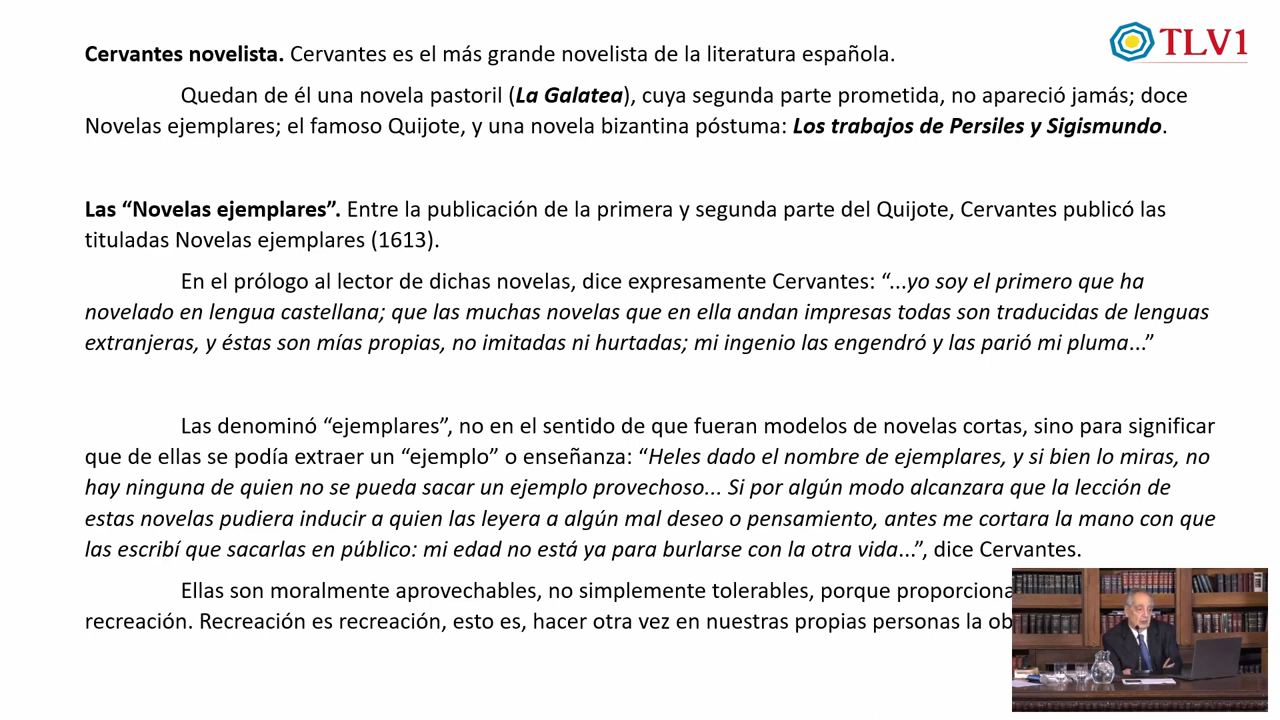 TLV1
Cervantes novelista. Cervantes es el más grande novelista de la literatura española.
Quedan de él una novela pastoril (La Galatea), cuya segunda parte prometida, no apareció jamás; doce
Novelas ejemplares; el famoso Quijote, y una novela bizantina póstuma: Los trabajos de Persiles y Sigismundo.
Las “Novelas ejemplares”. Entre la publicación de la primera y segunda parte del Quijote, Cervantes publicó las
tituladas Novelas ejemplares (1613).
En el prólogo al lector de dichas novelas, dice expresamente Cervantes: “...yo soy el primero que ha
novelado en lengua castellana; que las muchas novelas que en ella andan impresas todas son traducidas de lenguas
extranjeras, y éstas son mías propias, no imitadas ni hurtadas; mi ingenio las engendró y las parió mi pluma...”
Las denominó “ejemplares”, no en el sentido de que fueran modelos de novelas cortas, sino para significar
que de ellas se podía extraer un “ejemplo” o enseñanza: “Heles dado el nombre de ejemplares, y si bien lo miras, no
hay ninguna de quien no se pueda sacar un ejemplo provechoso... Si por algún modo alcanzara que la lección de
estas novelas pudiera inducir a quien las leyera a algún mal deseo o pensamiento, antes me cortara la mano con que
las escribí que sacarlas en público: mi edad no está ya para burlarse con la otra vida...”, dice Cervantes.
Ellas son moralmente aprovechables, no simplemente tolerables, porque
recreación. Recreación es recreación, esto es, hacer otra vez en nuestras propias personas la